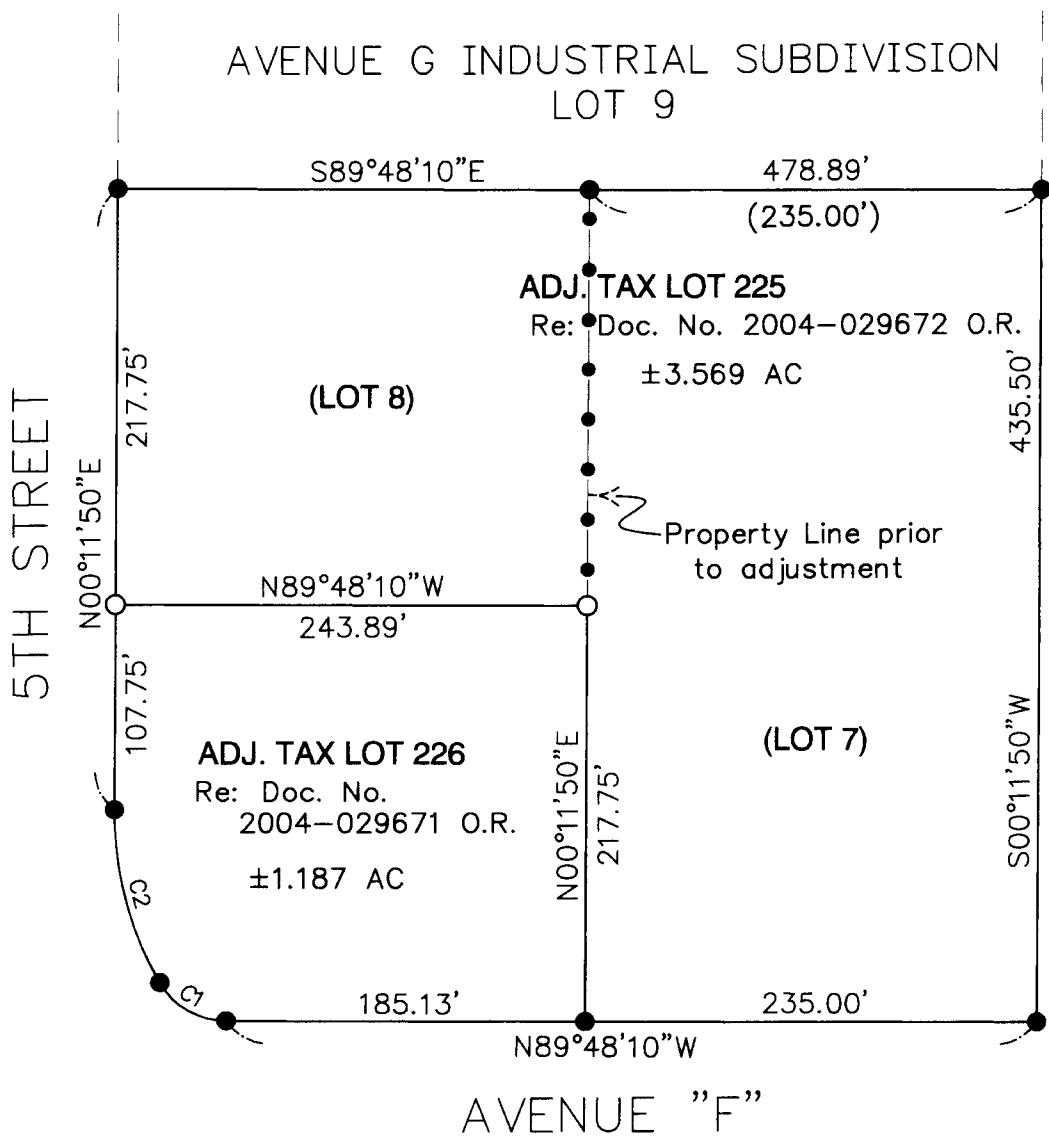 AVENUE G INDUSTRIAL SUBDIVISION
LOT 9
S89°48'10"E
478.89'
(235.00')
ADJ. TAX LOT 225
Re: Doc. No. 2004-029672 O.R.
±3.569 AC
217.75'
(LOT 8)
435.50'
5TH STREET
N00°11'50"E
Property Line prior
to adjustment
N89°48'10"W
243.89'
107.75'
ADJ. TAX LOT 226
Re: Doc. No.
2004-029671 O.R.
±1.187 AC
N00°11'50"E
217.75'
(LOT 7)
S00°11'50"W
C2
C1
185.13'
235.00'
N89°48'10"W
AVENUE "F"